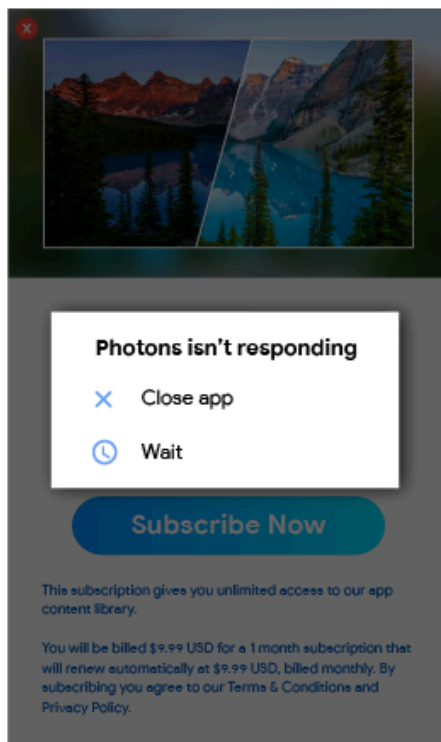 X
Photons isn't responding
Close app
Wait
Subscribe Now
This subscription gives you unlimited access to our app
content library.
You will be billed $9.99 USD for a 1 month subscription that
will renew automatically at $9.99 USD, billed monthly. By
subscribing you agree to our Terms & Conditions and
Privacy Policy.